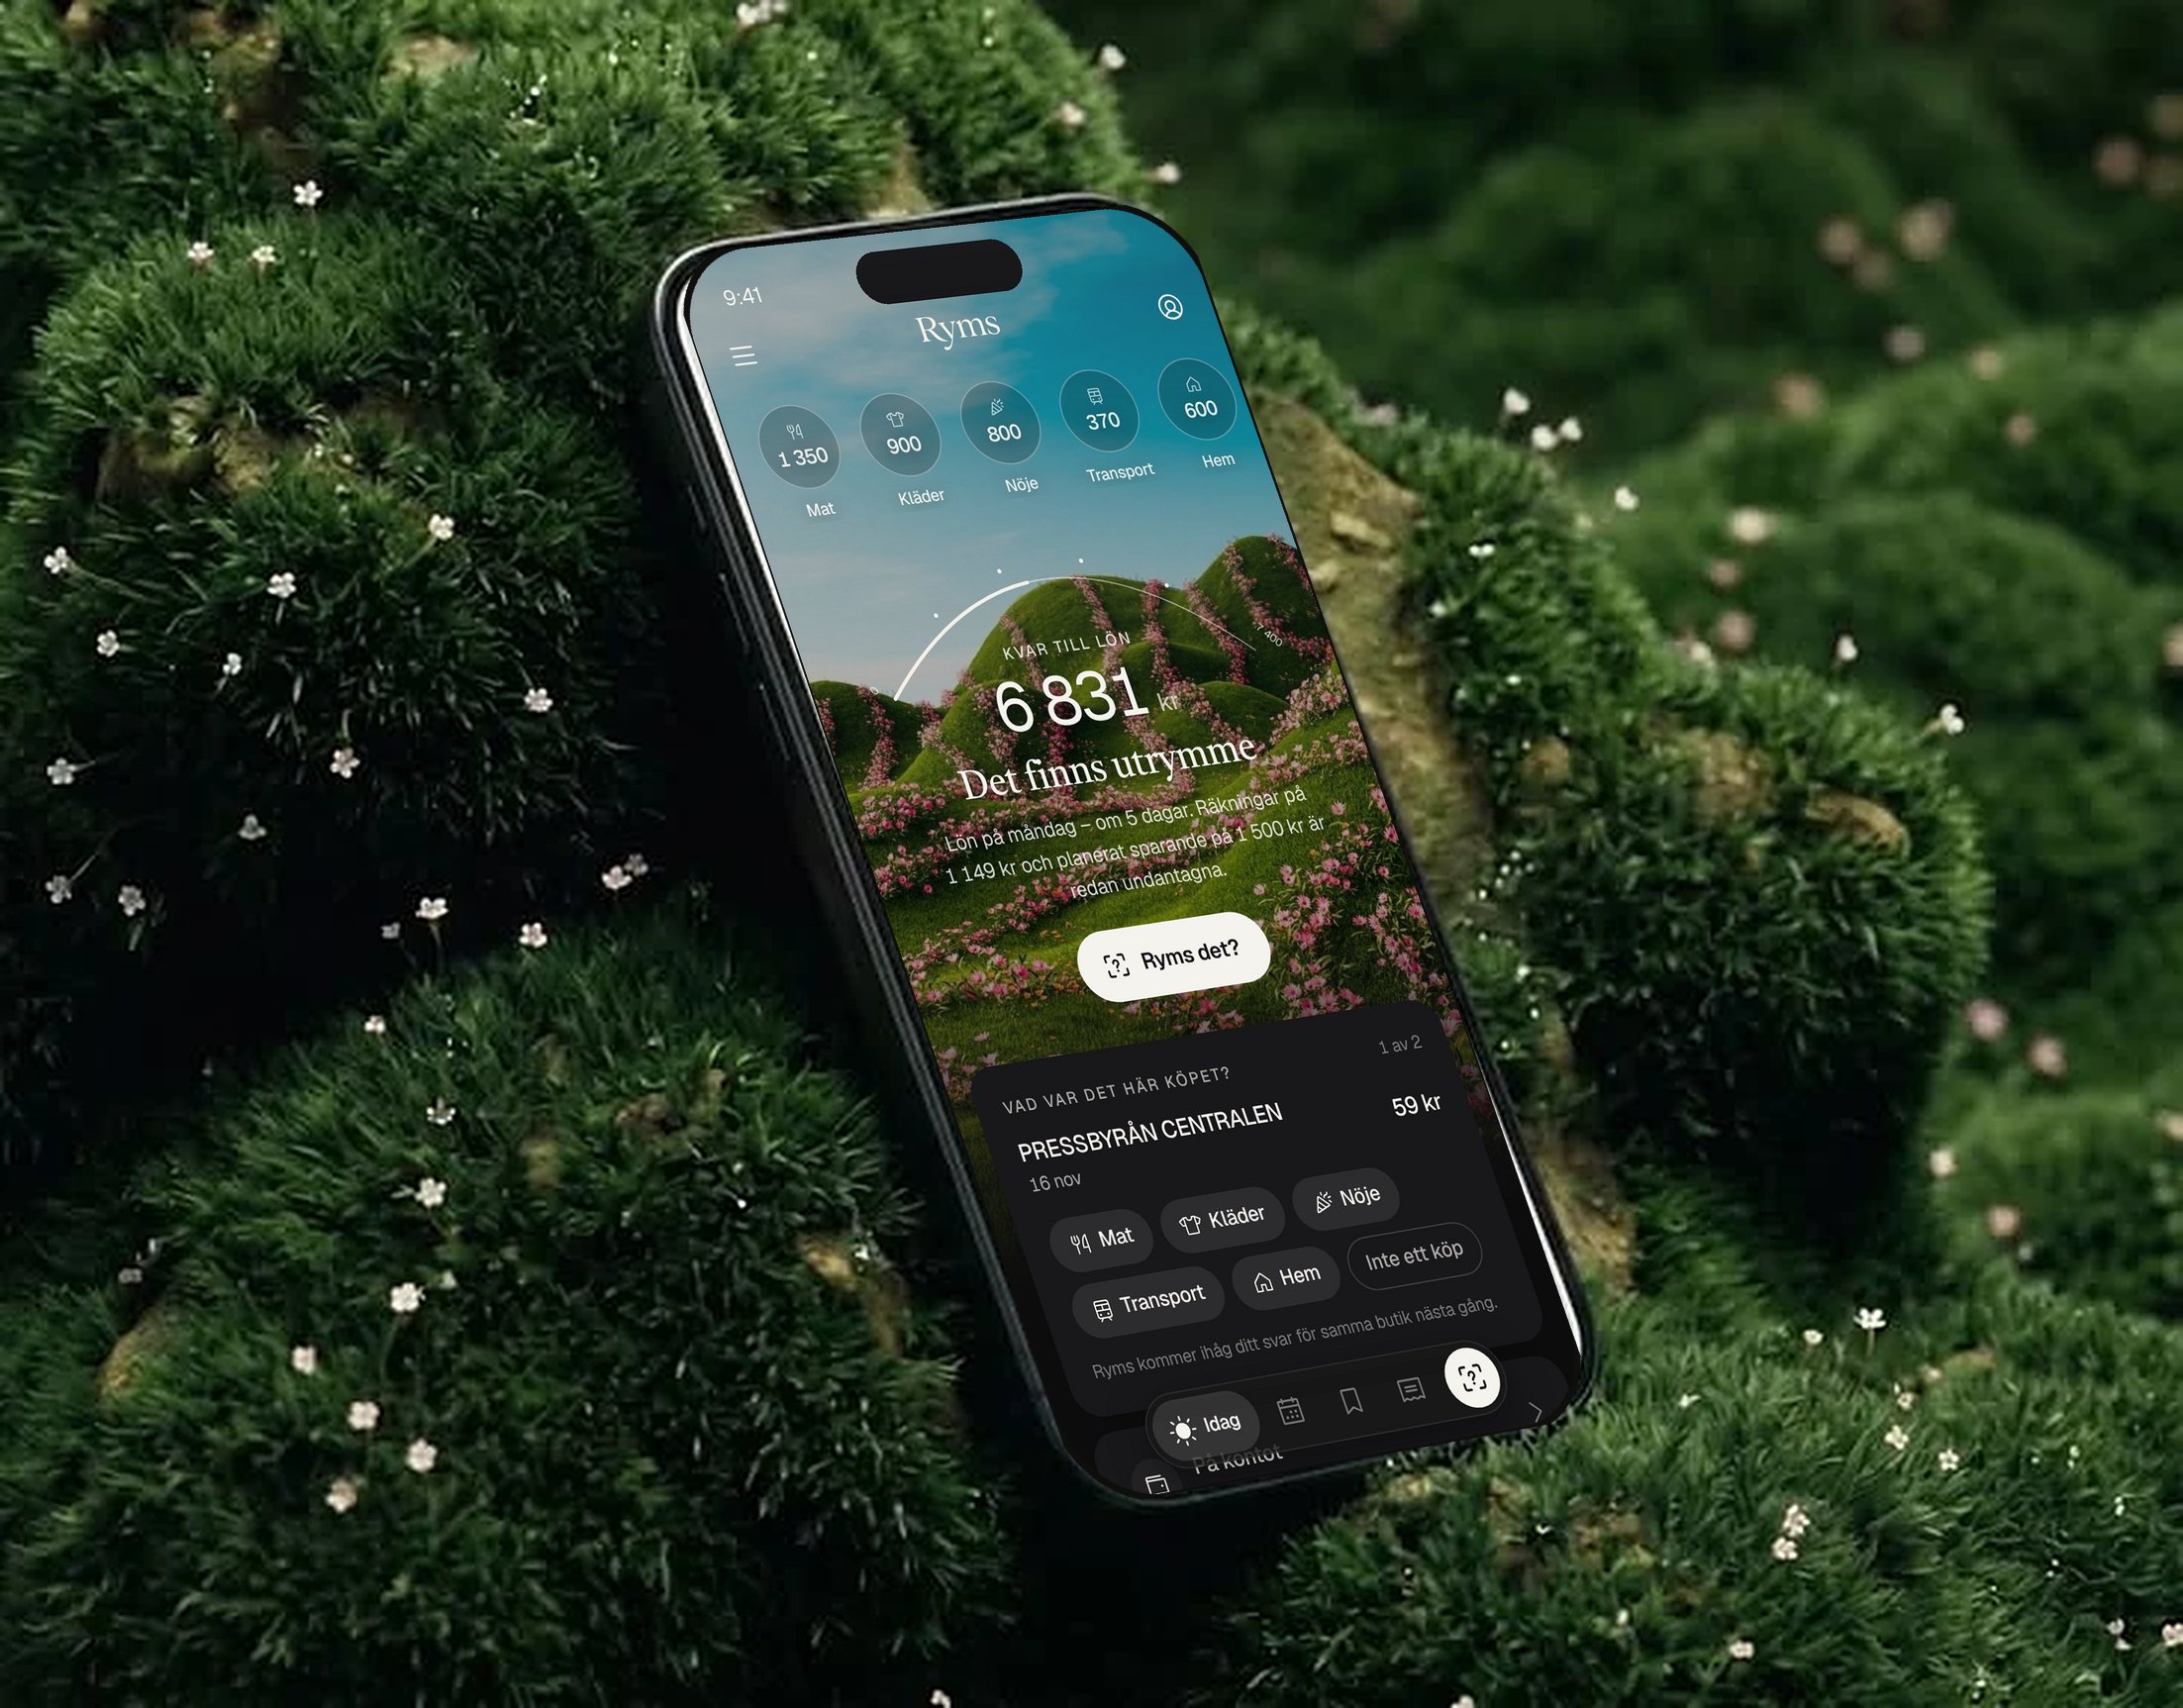 9:41
Ryms
1 350
900
800
370
600
Mat
Kläder
Nöje
Transport
Hem
KVAR TILL LÖN
6 831 kr
Det finns utrymme
Lön på måndag – om 5 dagar. Räkningar på
1 149 kr och planerat sparande på 1 500 kr är
redan undantagna.
Ryms det?
VAD VAR DET HÄR KÖPET?
1 av 2
PRESSBYRÅN CENTRALEN
59 kr
16 nov
Mat
Kläder
Nöje
Transport
Hem
Inte ett köp
Ryms kommer ihåg ditt svar för samma butik nästa gång.
Idag
På kontot